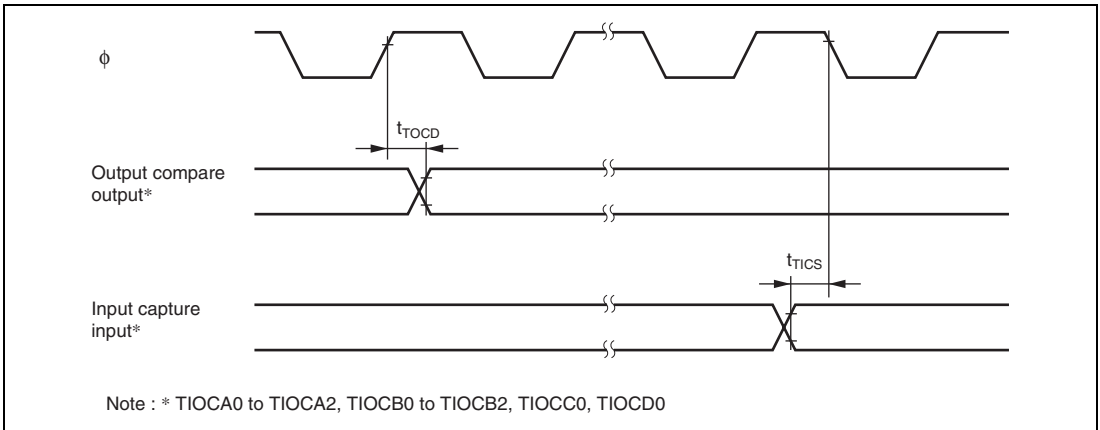 ϕ
tTOCD
Output compare
output*
tTICS
Input capture
input*
Note : * TIOCA0 to TIOCA2, TIOCB0 to TIOCB2, TIOCC0, TIOCD0